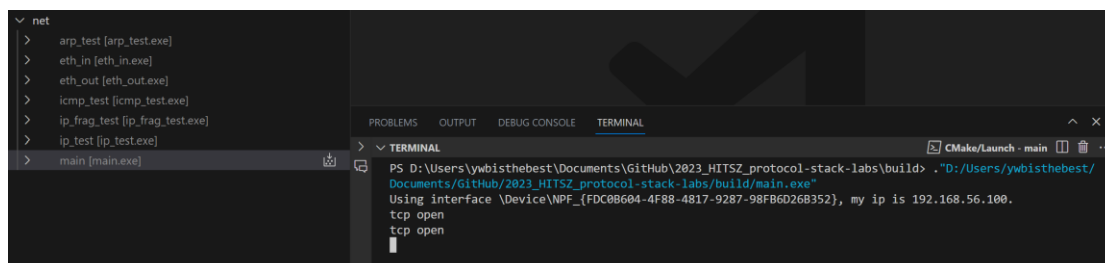 net
arp_test [arp_test.exe]
eth_in [eth_in.exe]
eth_out [eth_out.exe]
icmp_test [icmp_test.exe]
ip_frag_test [ip_frag_test.exe]
ip_test [ip_test.exe]
main [main.exe]
PROBLEMS OUTPUT DEBUG CONSOLE TERMINAL
TERMINAL
CMake/Launch - main
PS D:\Users\ywbisthebest\Documents\GitHub\2023_HITSZ_protocol-stack-labs\build> ."D:/Users/ywbisthebest/
Documents/GitHub/2023_HITSZ_protocol-stack-labs/build/main.exe"
Using interface \Device\NPF_{FDC0B604-4F88-4817-9287-98FB6D26B352}, my ip is 192.168.56.100.
tcp open
tcp open